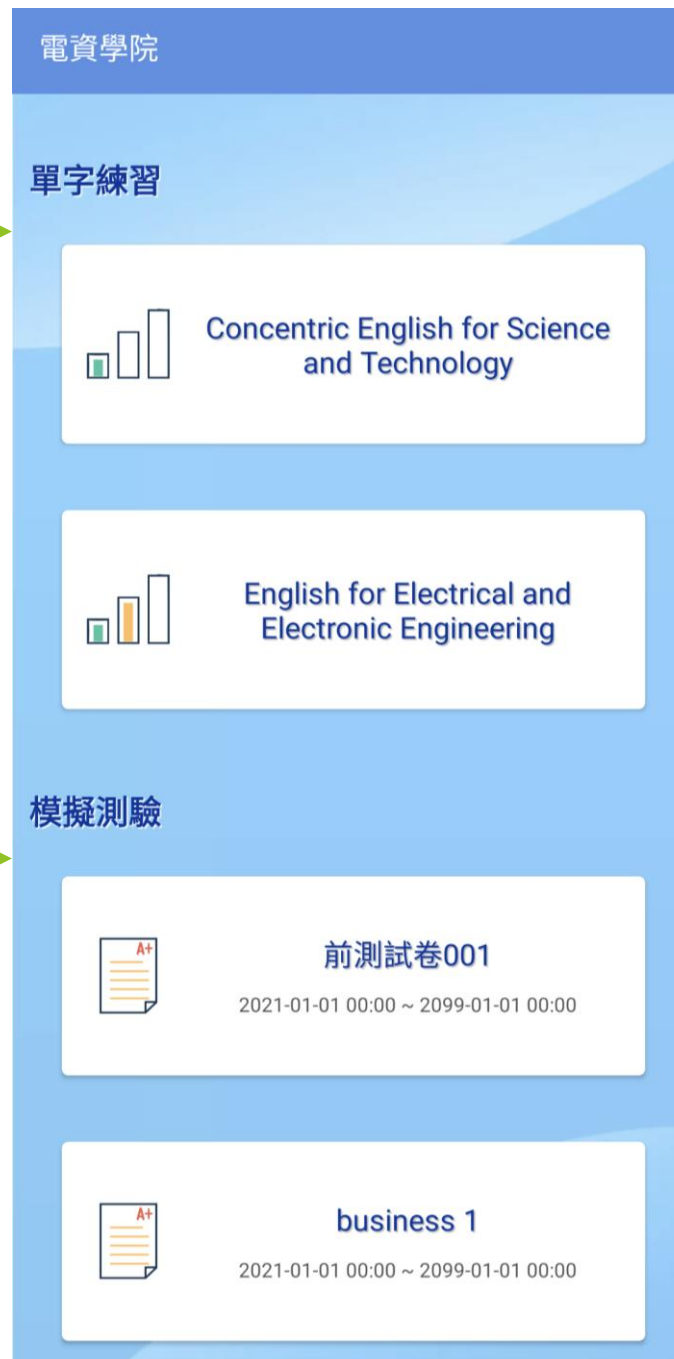 電資學院
單字練習
Concentric English for Science
and Technology
English for Electrical and
Electronic Engineering
模擬測驗
A+
前測試卷001
2021-01-01 00:00 ~ 2099-01-01 00:00
A+
business 1
2021-01-01 00:00 ~ 2099-01-01 00:00